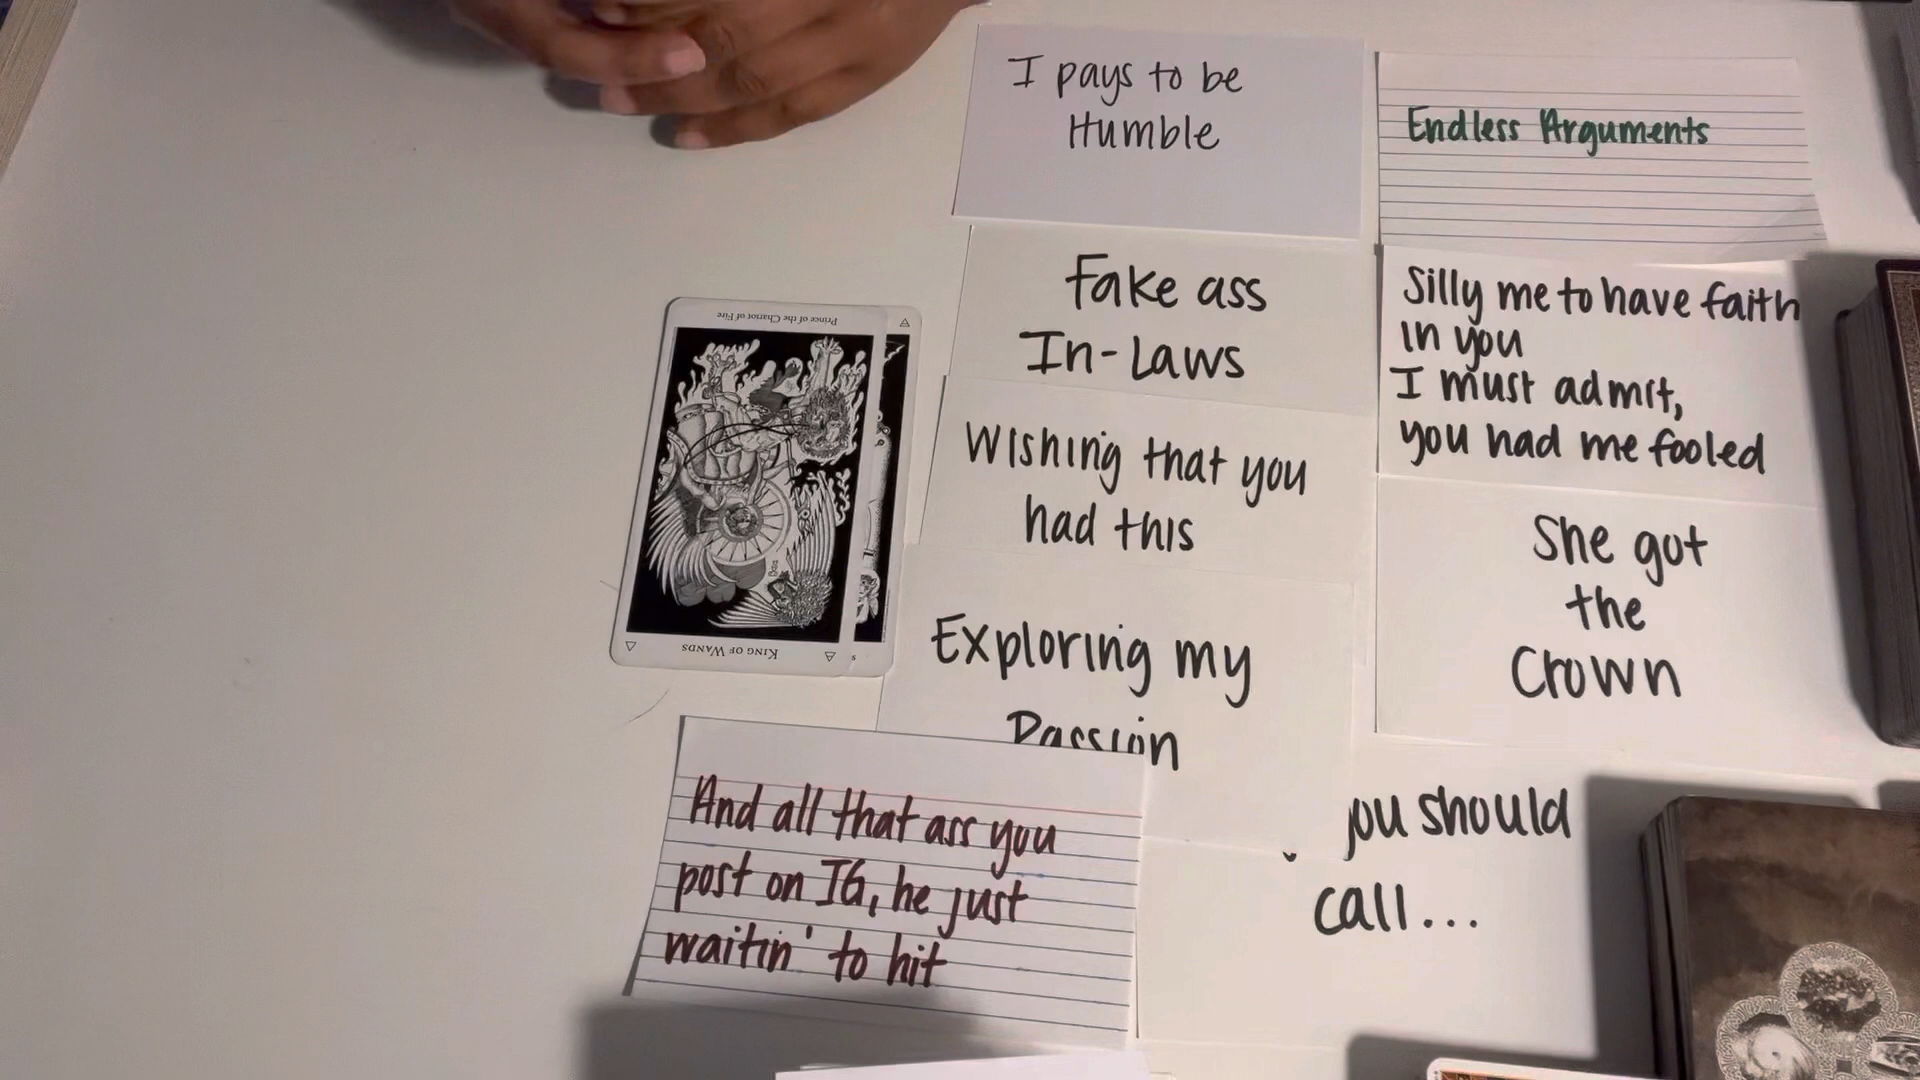 I pays to be
Humble
Endless Arguments
Fake ass
In-Laws
Silly me to have faith
in you
I must admit,
you had me fooled
Wishing that you
had this
She got
the
Crown
Prince of the Chariot of Fire
KING OF WANDS
Exploring my
Passion
And all that ass you
post on IG, he just
waitin' to hit
you should
call...